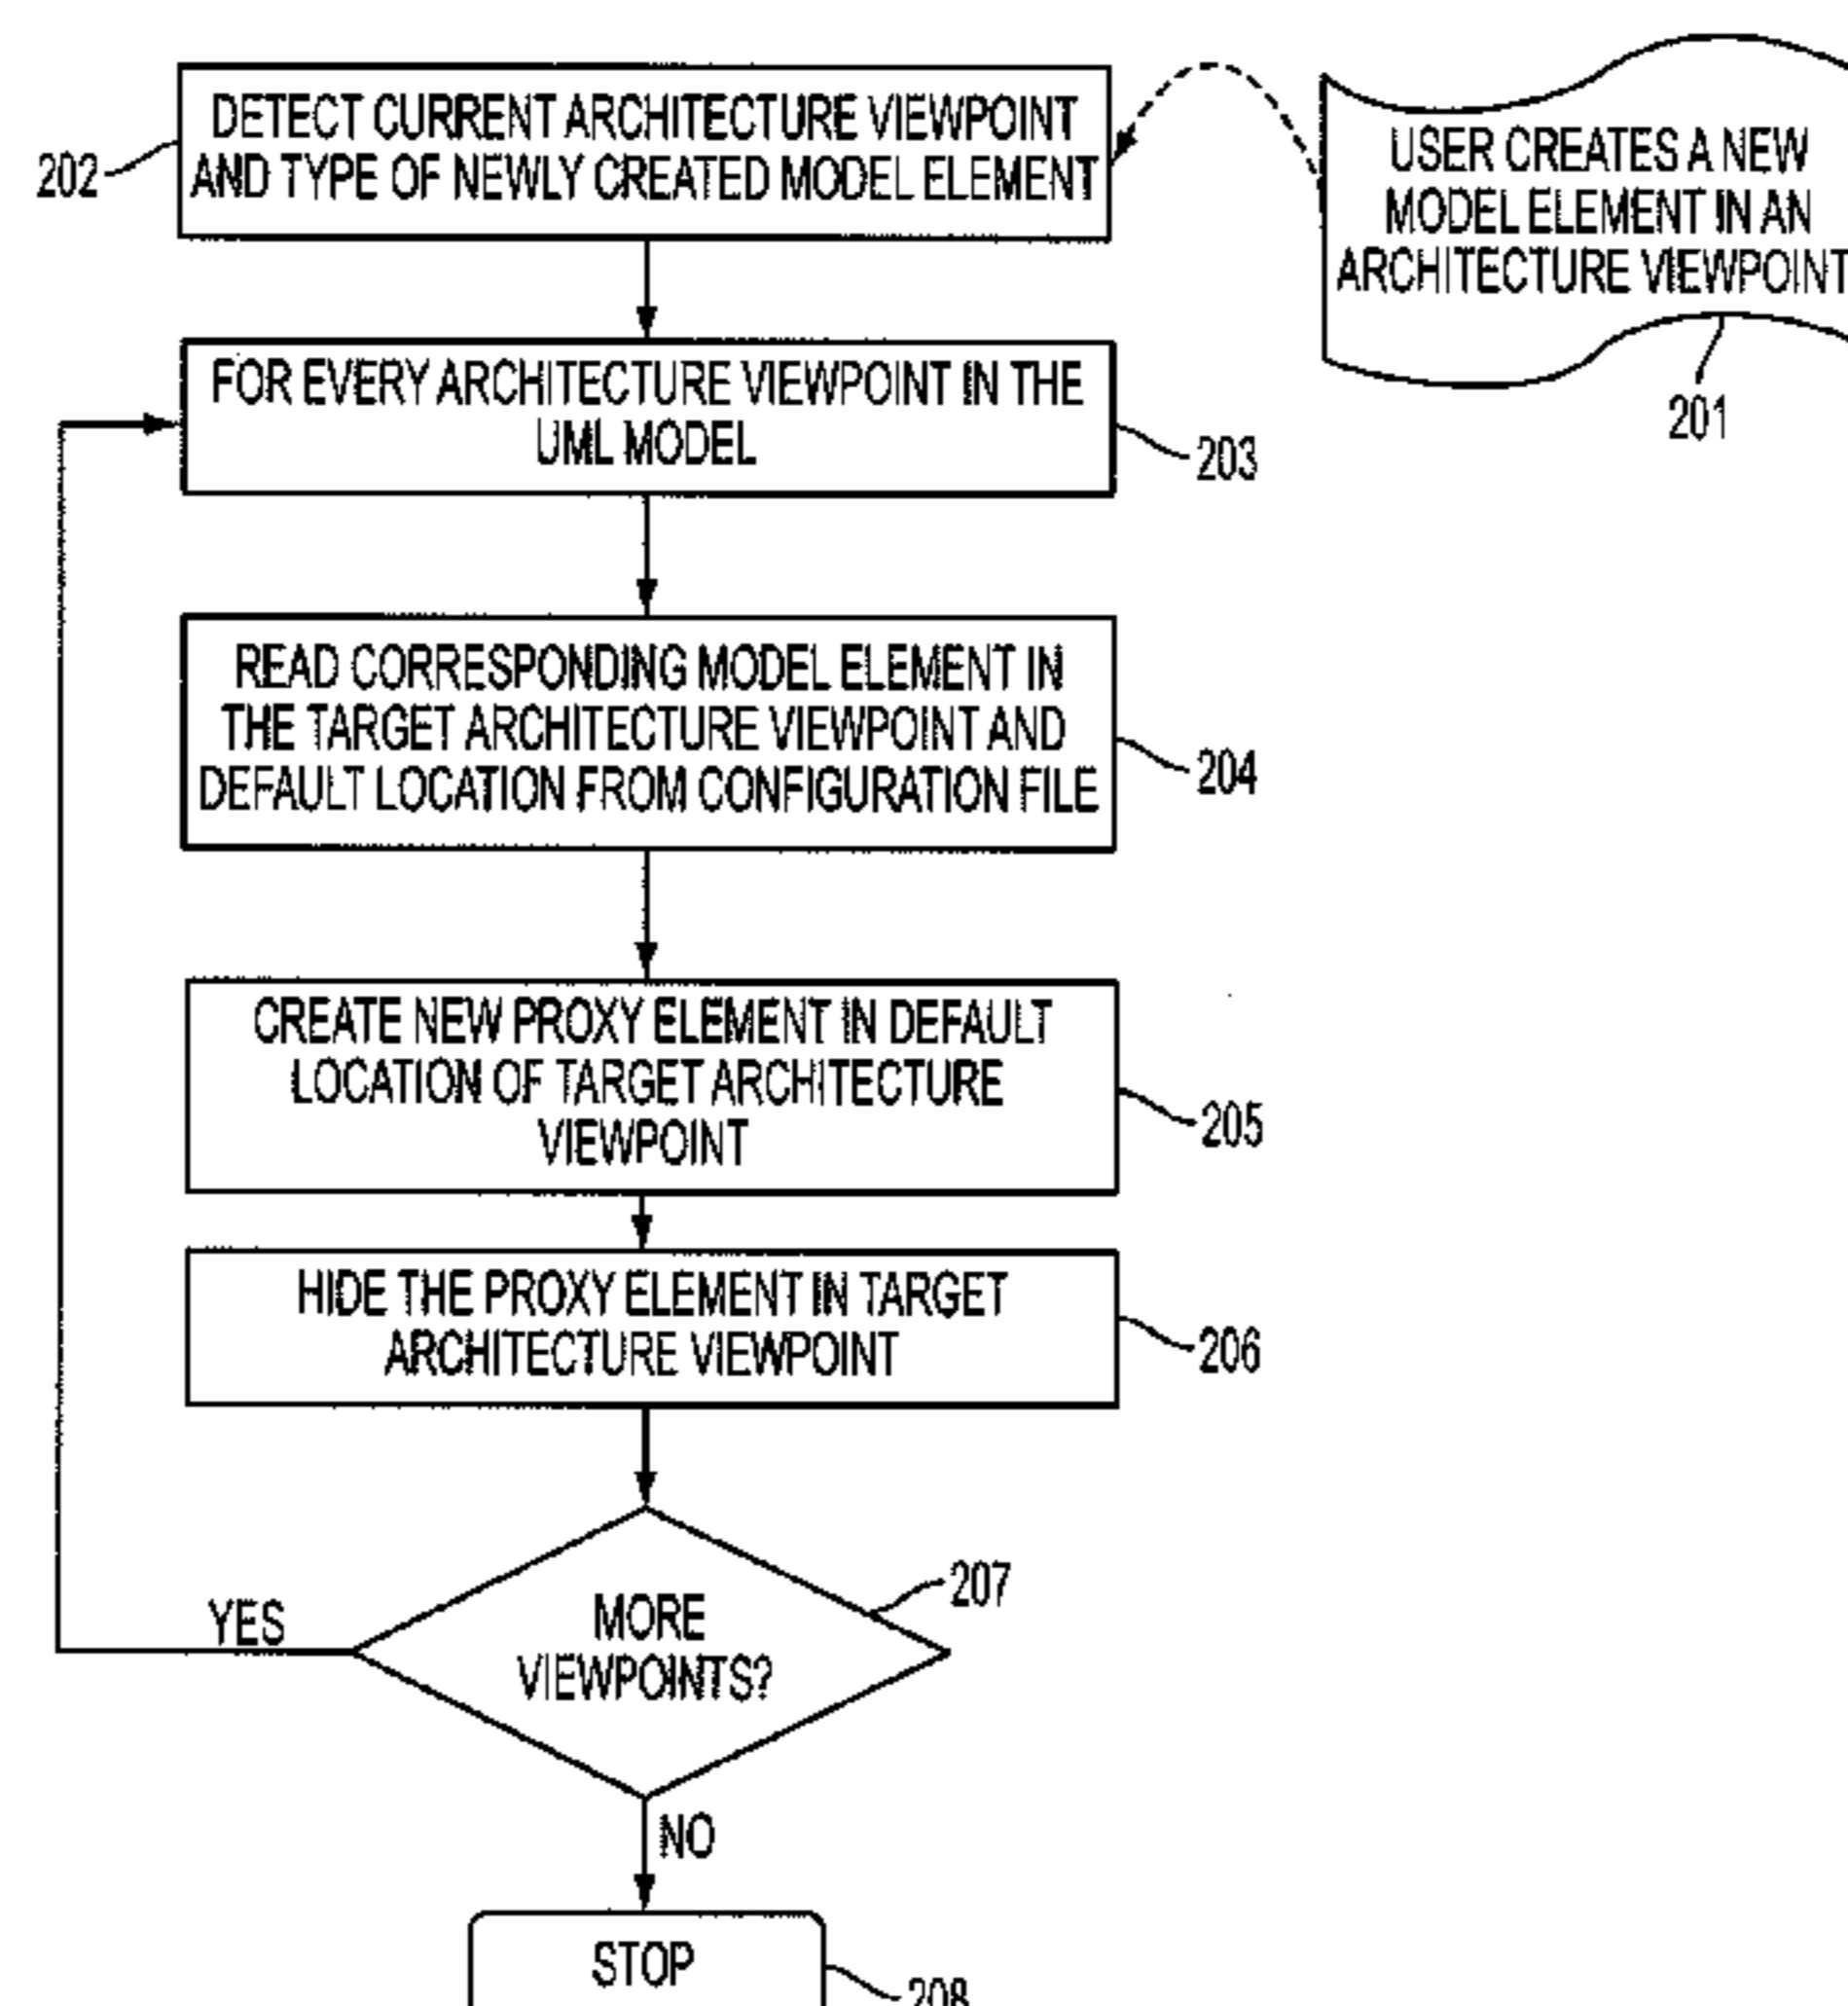 DETECT CURRENT ARCHITECTURE VIEWPOINT
AND TYPE OF NEWLY CREATED MODEL ELEMENT
202
USER CREATES A NEW
MODEL ELEMENT IN AN
ARCHITECTURE VIEWPOINT
201
FOR EVERY ARCHITECTURE VIEWPOINT IN THE
UML MODEL
203
READ CORRESPONDING MODEL ELEMENT IN
THE TARGET ARCHITECTURE VIEWPOINT AND
DEFAULT LOCATION FROM CONFIGURATION FILE
204
CREATE NEW PROXY ELEMENT IN DEFAULT
LOCATION OF TARGET ARCHITECTURE
VIEWPOINT
205
HIDE THE PROXY ELEMENT IN TARGET
ARCHITECTURE VIEWPOINT
206
MORE
VIEWPOINTS?
207
YES
NO
STOP
208